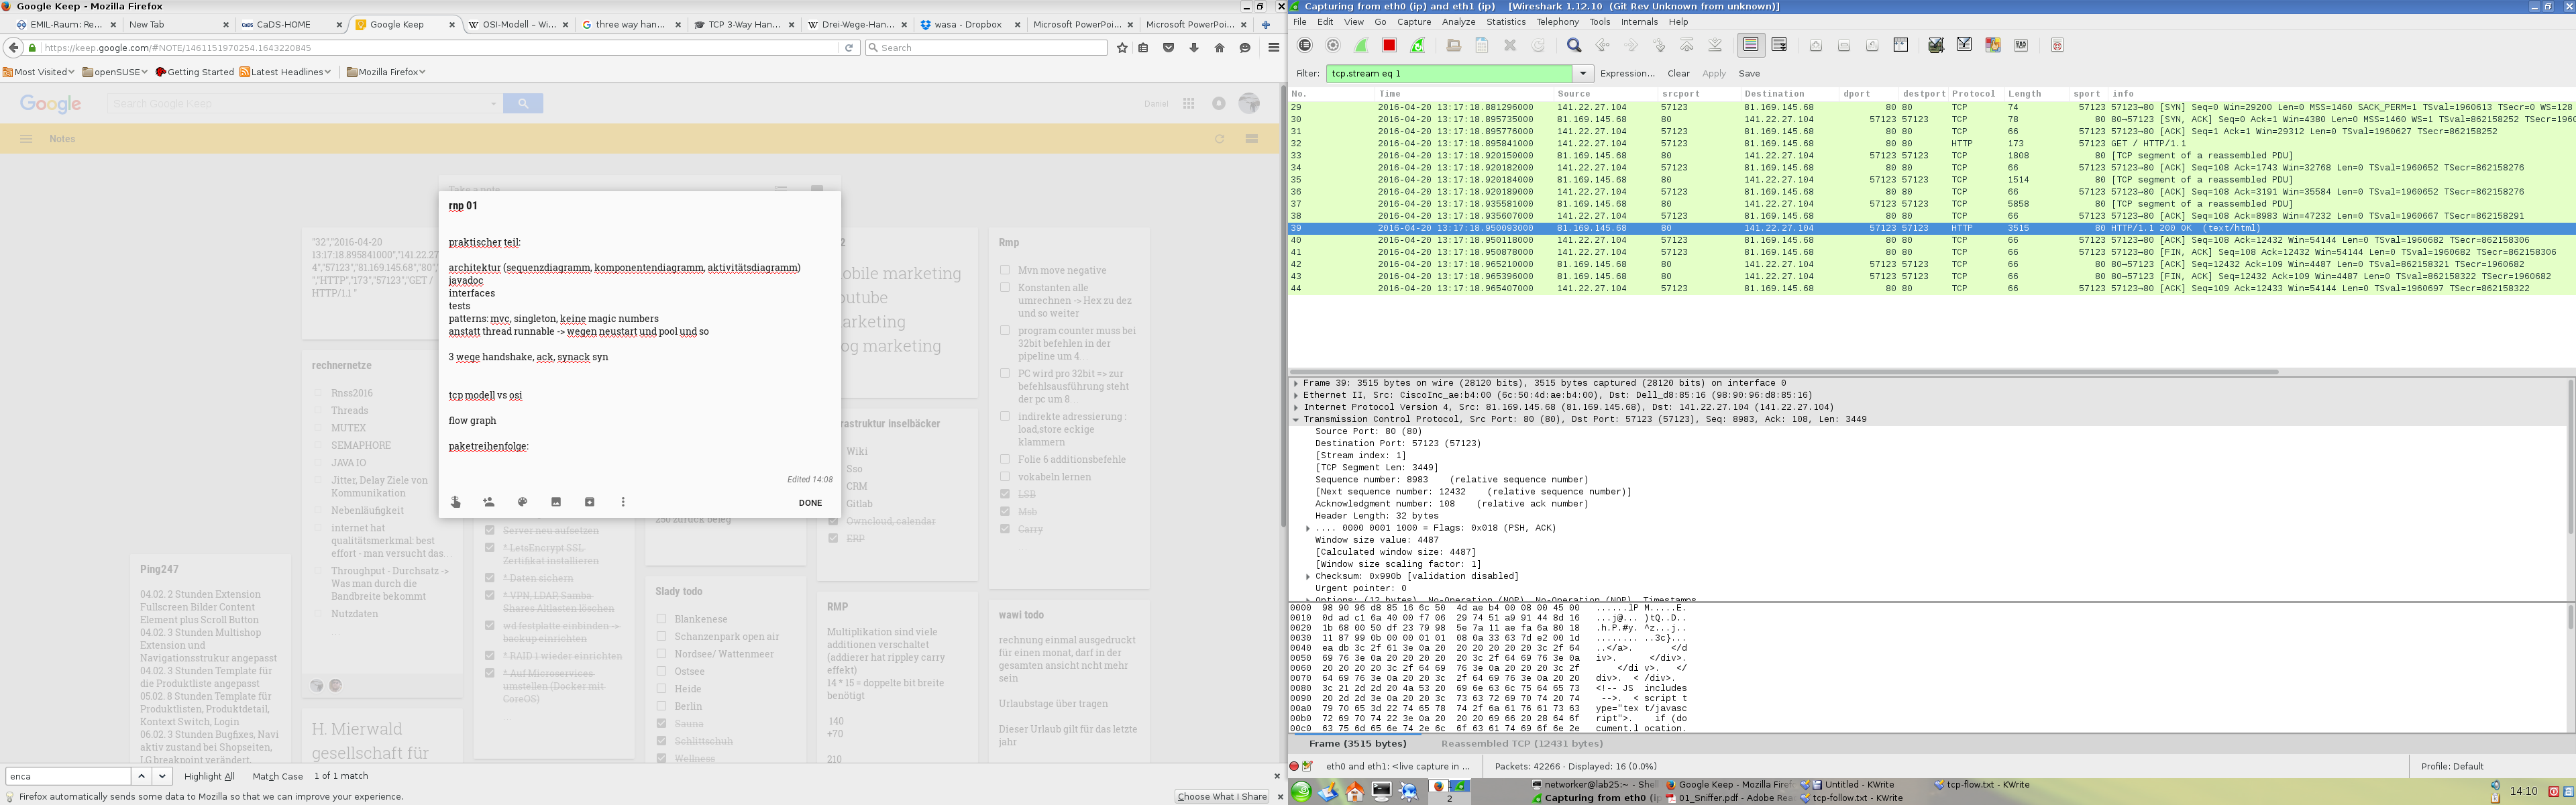 Google Keep - Mozilla Firefox
EMIL-Raum: Re...
New Tab
CaDS-HOME
Google Keep
OSI-Modell – Wi...
three way han...
TCP 3-Way Han...
Drei-Wege-Han...
wasa - Dropbox
Microsoft PowerPoi...
Microsoft PowerPoi...
https://keep.google.com/#NOTE/1461151970254.1643220845
Search
Most Visited
openSUSE
Getting Started
Latest Headlines
Mozilla Firefox
Google
Search Google Keep
Daniel
Notes
Take a note
rnp 01
praktischer teil:
architektur (sequenzdiagramm, komponentendiagramm, aktivitätsdiagramm)
javadoc
interfaces
tests
patterns: mvc, singleton, keine magic numbers
anstatt thread runnable -> wegen neustart und pool und so
3 wege handshake, ack, synack syn
tcp modell vs osi
flow graph
paketreihenfolge:
Edited 14:08
DONE
"32","2016-04-20
13:17:18.895841000","141.22.27
4","57123","81.169.145.68","80"
,"HTTP","173","57123","GET /
HTTP/1.1 "
rechnernetze
Rnss2016
Threads
MUTEX
SEMAPHORE
JAVA IO
Jitter, Delay Ziele von
Kommunikation
Nebenläufigkeit
internet hat
qualitätsmerkmal: best
effort - man versucht das...
Throughput - Durchsatz ->
Was man durch die
Bandbreite bekommt
Nutzdaten
Ping247
04.02. 2 Stunden Extension
Fullscreen Bilder Content
Element plus Scroll Button
04.02. 3 Stunden Multishop
Extension und
Navigationsstrukur angepasst
04.02. 3 Stunden Template für
die Produktliste angepasst
05.02. 8 Stunden Template für
Produktlisten, Produktdetail,
Kontext Switch, Login
06.02. 3 Stunden Bugfixes, Navi
aktiv zustand bei Shopseiten,
LG breakpoint verändert,
H. Mierwald
gesellschaft für
Server neu aufsetzen
* LetsEncrypt SSL
Zertifikat installieren
* Daten sichern
* VPN, LDAP, Samba
Shares Altlasten löschen
wd festplatte einbinden ->
backup einrichten
* RAID 1 wieder einrichten
* Auf Microservices
umstellen (Docker mit
CoreOS)
250 zurück beleg
Slady todo
Blankenese
Schanzenpark open air
Nordsee/ Wattenmeer
Ostsee
Heide
Berlin
Sauna
Schlittschuh
Wellness
2
obile marketing
outube
arketing
og marketing
rastruktur inselbäcker
Wiki
Sso
CRM
Gitlab
Owncloud, calendar
ERP
RMP
Multiplikation sind viele
additionen verschaltet
(addierer hat rippley carry
effekt)
14 * 15 = doppelte bit breite
benötigt
140
+70
210
Rmp
Mvn move negative
Konstanten alle
umrechnen -> Hex zu dez
und so weiter
program counter muss bei
32bit befehlen in der
pipeline um 4...
PC wird pro 32bit => zur
befehlsausführung steht
der pc um 8...
indirekte adressierung :
load,store eckige
klammern
Folie 6 additionsbefehle
vokabeln lernen
LSB
Msb
Carry
wawi todo
rechnung einmal ausgedruckt
für einen monat, darf in der
gesamten ansicht ncht mehr
sein
Urlaubstage über tragen
Dieser Urlaub gilt für das letzte
jahr
enca
Highlight All
Match Case
1 of 1 match
Firefox automatically sends some data to Mozilla so that we can improve your experience.
Choose What I Share
Capturing from eth0 (ip) and eth1 (ip) [Wireshark 1.12.10 (Git Rev Unknown from unknown)]
File Edit View Go Capture Analyze Statistics Telephony Tools Internals Help
Filter: tcp.stream eq 1 Expression... Clear Apply Save
No. Time Source srcport Destination dport destport Protocol Length sport info
29 2016-04-20 13:17:18.881296000 141.22.27.104 57123 81.169.145.68 80 80 TCP 74 57123 57123→80 [SYN] Seq=0 Win=29200 Len=0 MSS=1460 SACK_PERM=1 TSval=1960613 TSecr=0 WS=128
30 2016-04-20 13:17:18.895735000 81.169.145.68 80 141.22.27.104 57123 57123 TCP 78 80 80→57123 [SYN, ACK] Seq=0 Ack=1 Win=4380 Len=0 MSS=1460 WS=1 TSval=862158252 TSecr=1960
31 2016-04-20 13:17:18.895776000 141.22.27.104 57123 81.169.145.68 80 80 TCP 66 57123 57123→80 [ACK] Seq=1 Ack=1 Win=29312 Len=0 TSval=1960627 TSecr=862158252
32 2016-04-20 13:17:18.895841000 141.22.27.104 57123 81.169.145.68 80 80 HTTP 173 57123 GET / HTTP/1.1
33 2016-04-20 13:17:18.920150000 81.169.145.68 80 141.22.27.104 57123 57123 TCP 1808 80 [TCP segment of a reassembled PDU]
34 2016-04-20 13:17:18.920182000 141.22.27.104 57123 81.169.145.68 80 80 TCP 66 57123 57123→80 [ACK] Seq=108 Ack=1743 Win=32768 Len=0 TSval=1960652 TSecr=862158276
35 2016-04-20 13:17:18.920184000 81.169.145.68 80 141.22.27.104 57123 57123 TCP 1514 80 [TCP segment of a reassembled PDU]
36 2016-04-20 13:17:18.920189000 141.22.27.104 57123 81.169.145.68 80 80 TCP 66 57123 57123→80 [ACK] Seq=108 Ack=3191 Win=35584 Len=0 TSval=1960652 TSecr=862158276
37 2016-04-20 13:17:18.935581000 81.169.145.68 80 141.22.27.104 57123 57123 TCP 5858 80 [TCP segment of a reassembled PDU]
38 2016-04-20 13:17:18.935607000 141.22.27.104 57123 81.169.145.68 80 80 TCP 66 57123 57123→80 [ACK] Seq=108 Ack=8983 Win=47232 Len=0 TSval=1960667 TSecr=862158291
39 2016-04-20 13:17:18.950093000 81.169.145.68 80 141.22.27.104 57123 57123 HTTP 3515 80 HTTP/1.1 200 OK (text/html)
40 2016-04-20 13:17:18.950118000 141.22.27.104 57123 81.169.145.68 80 80 TCP 66 57123 57123→80 [ACK] Seq=108 Ack=12432 Win=54144 Len=0 TSval=1960682 TSecr=862158306
41 2016-04-20 13:17:18.950878000 141.22.27.104 57123 81.169.145.68 80 80 TCP 66 57123 57123→80 [FIN, ACK] Seq=108 Ack=12432 Win=54144 Len=0 TSval=1960682 TSecr=862158306
42 2016-04-20 13:17:18.965210000 81.169.145.68 80 141.22.27.104 57123 57123 TCP 66 80 80→57123 [ACK] Seq=12432 Ack=109 Win=4487 Len=0 TSval=862158321 TSecr=1960682
43 2016-04-20 13:17:18.965396000 81.169.145.68 80 141.22.27.104 57123 57123 TCP 66 80 80→57123 [FIN, ACK] Seq=12432 Ack=109 Win=4487 Len=0 TSval=862158322 TSecr=1960682
44 2016-04-20 13:17:18.965407000 141.22.27.104 57123 81.169.145.68 80 80 TCP 66 57123 57123→80 [ACK] Seq=109 Ack=12433 Win=54144 Len=0 TSval=1960697 TSecr=862158322
Frame 39: 3515 bytes on wire (28120 bits), 3515 bytes captured (28120 bits) on interface 0
Ethernet II, Src: CiscoInc_ae:b4:00 (6c:50:4d:ae:b4:00), Dst: Dell_d8:85:16 (98:90:96:d8:85:16)
Internet Protocol Version 4, Src: 81.169.145.68 (81.169.145.68), Dst: 141.22.27.104 (141.22.27.104)
Transmission Control Protocol, Src Port: 80 (80), Dst Port: 57123 (57123), Seq: 8983, Ack: 108, Len: 3449
Source Port: 80 (80)
Destination Port: 57123 (57123)
[Stream index: 1]
[TCP Segment Len: 3449]
Sequence number: 8983 (relative sequence number)
[Next sequence number: 12432 (relative sequence number)]
Acknowledgment number: 108 (relative ack number)
Header Length: 32 bytes
.... 0000 0001 1000 = Flags: 0x018 (PSH, ACK)
Window size value: 4487
[Calculated window size: 4487]
[Window size scaling factor: 1]
Checksum: 0x990b [validation disabled]
Urgent pointer: 0
Options: (12 bytes), No-Operation (NOP), No-Operation (NOP), Timestamps
0000 98 90 96 d8 85 16 6c 50 4d ae b4 00 08 00 45 00 ......lP M.....E.
0010 0d ad c1 6a 40 00 f7 06 29 74 51 a9 91 44 8d 16 ...j@... )tQ..D..
0020 1b 68 00 50 df 23 79 98 5e 7a 11 ae fa 6a 80 18 .h.P.#y. ^z...j..
0030 11 87 99 0b 00 00 01 01 08 0a 33 63 7d e2 00 1d ........ ..3c}...
0040 ea db 3c 2f 61 3e 0a 20 20 20 20 20 20 3c 2f 64 ..</a>. </d
0050 69 76 3e 0a 20 20 20 20 20 3c 2f 64 69 76 3e 0a iv>. </div>.
0060 20 20 20 20 3c 2f 64 69 76 3e 0a 20 20 20 3c 2f </di v>. </
0070 64 69 76 3e 0a 20 20 3c 2f 64 69 76 3e 0a 20 20 div>. < /div>.
0080 3c 21 2d 2d 20 4a 53 20 69 6e 63 6c 75 64 65 73 <!-- JS includes
0090 20 2d 2d 3e 0a 20 20 3c 73 63 72 69 70 74 20 74 -->. < script t
00a0 79 70 65 3d 22 74 65 78 74 2f 6a 61 76 61 73 63 ype="tex t/javasc
00b0 72 69 70 74 22 3e 0a 20 20 20 20 69 66 20 28 64 6f ript">. if (do
00c0 63 75 6d 65 6e 74 2e 6c 6f 63 61 74 69 6f 6e 2e cument.l ocation.
Frame (3515 bytes)
Reassembled TCP (12431 bytes)
eth0 and eth1: <live capture in ...
Packets: 42266 · Displayed: 16 (0.0%)
Profile: Default
2
networker@lab25:~ - Shell
Google Keep - Mozilla Firef
Untitled - KWrite
tcp-flow.txt - KWrite
Capturing from eth0 (ip
01_Sniffer.pdf - Adobe Rea
tcp-follow.txt - KWrite
14:10